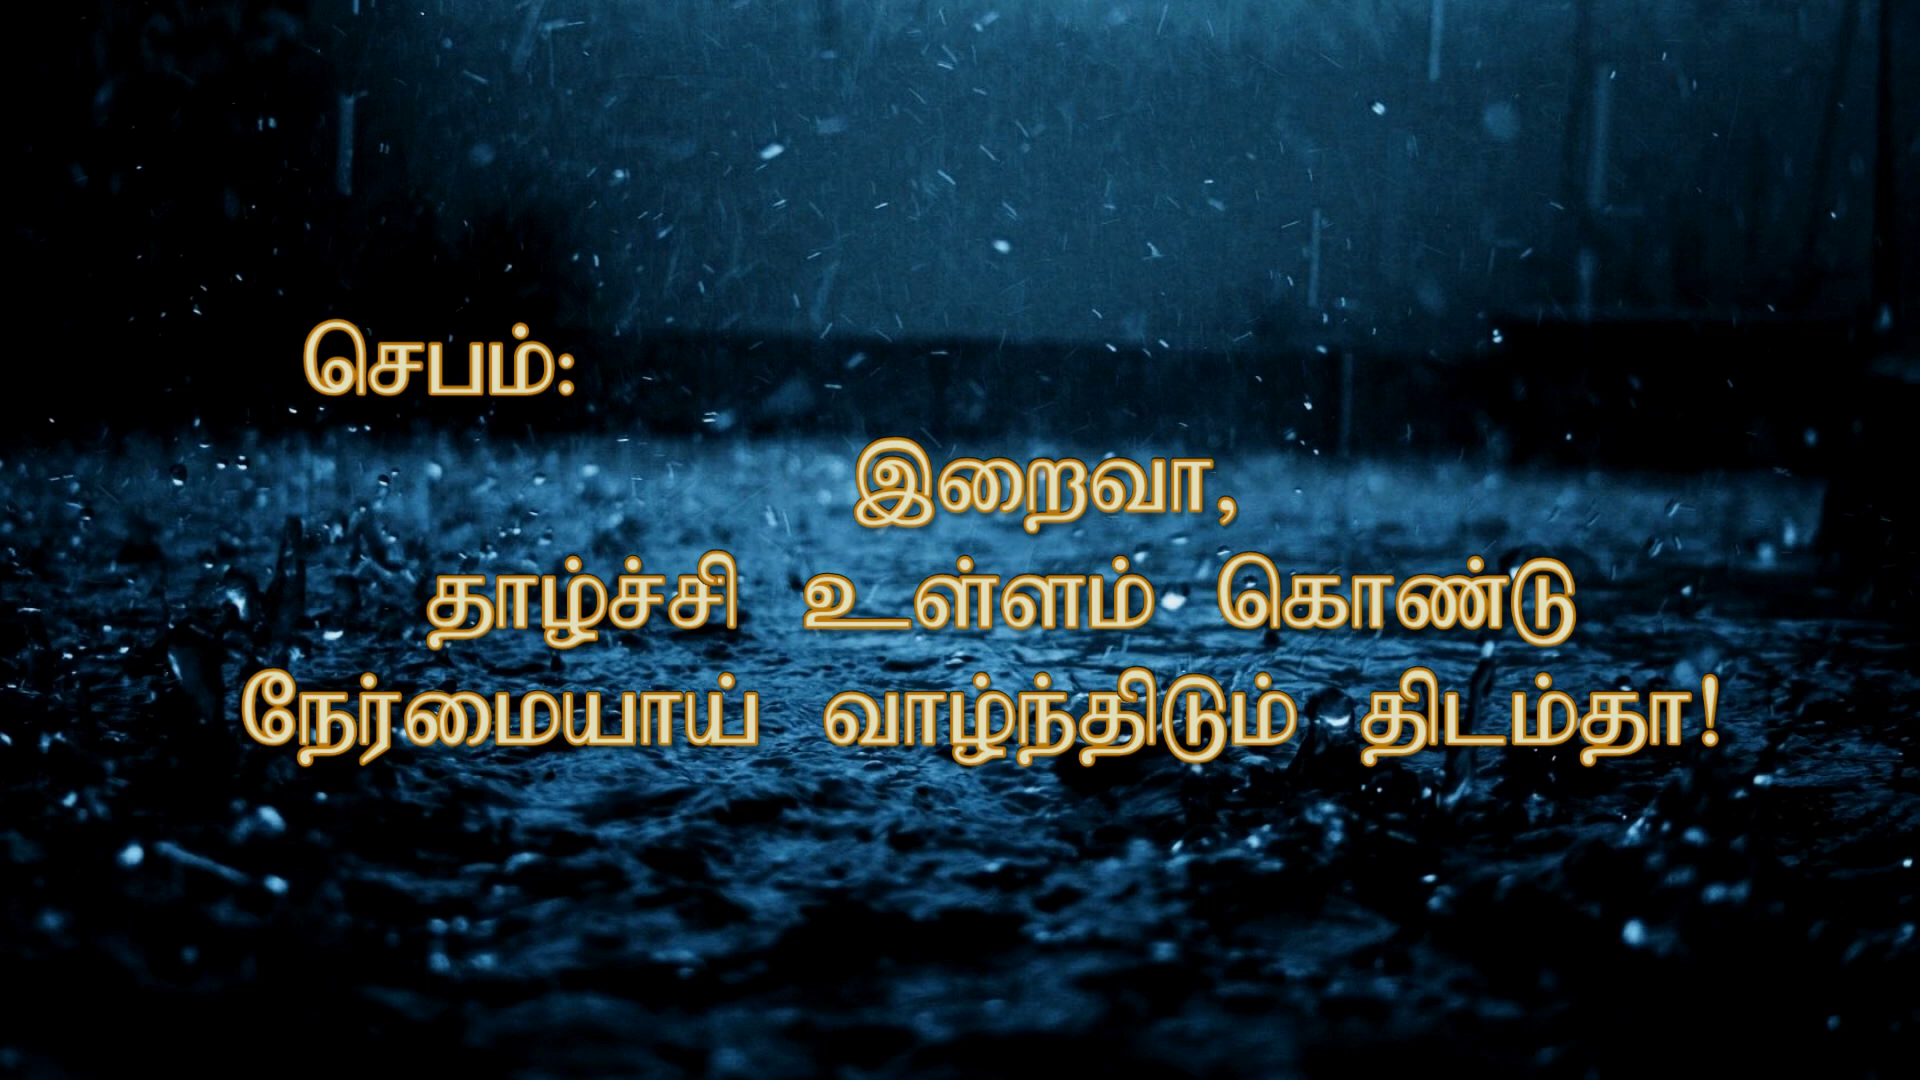 செபம்:
இறைவா,
தாழ்ச்சி உள்ளம் கொண்டு
நேர்மையாய் வாழ்ந்திடும் திடம்தா!